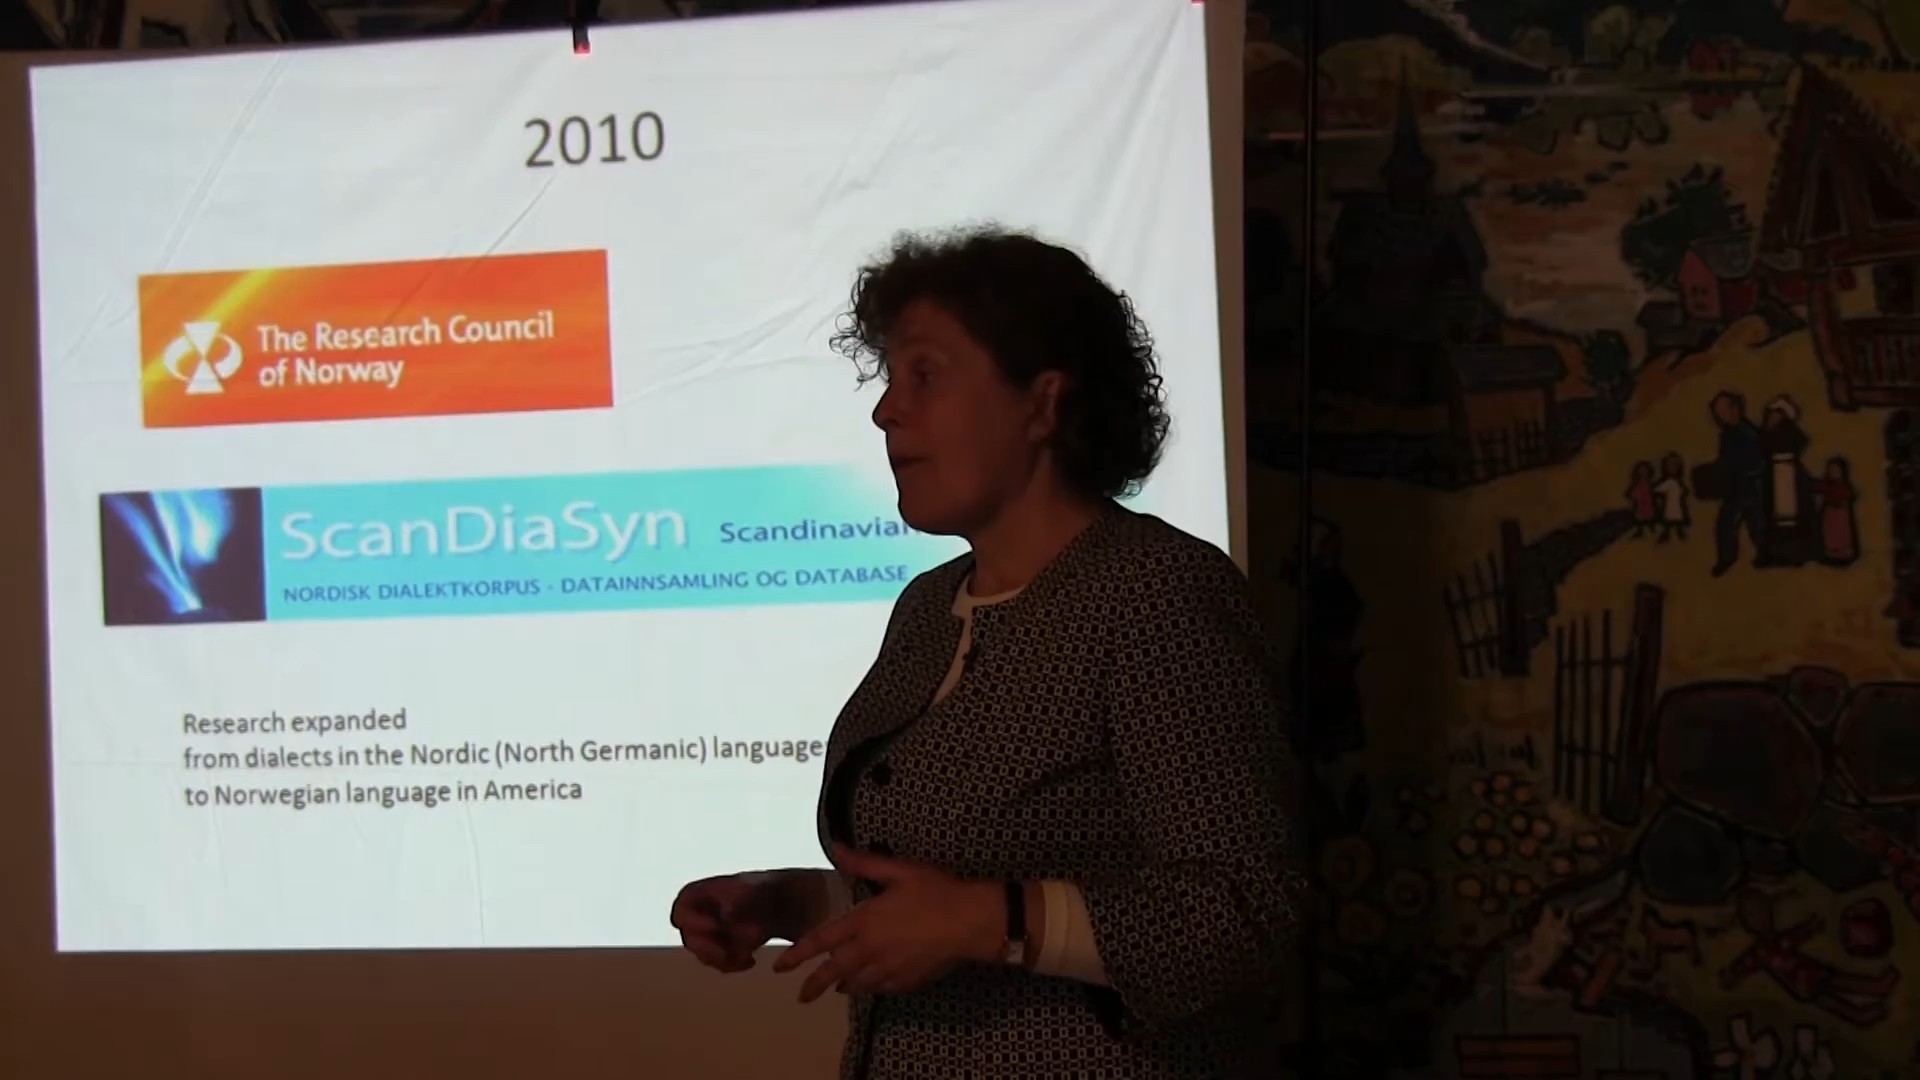 2010
The Research Council
of Norway
ScanDiaSyn Scandinavian
NORDISK DIALEKTKORPUS - DATAINNSAMLING OG DATABASE
Research expanded
from dialects in the Nordic (North Germanic) language
to Norwegian language in America